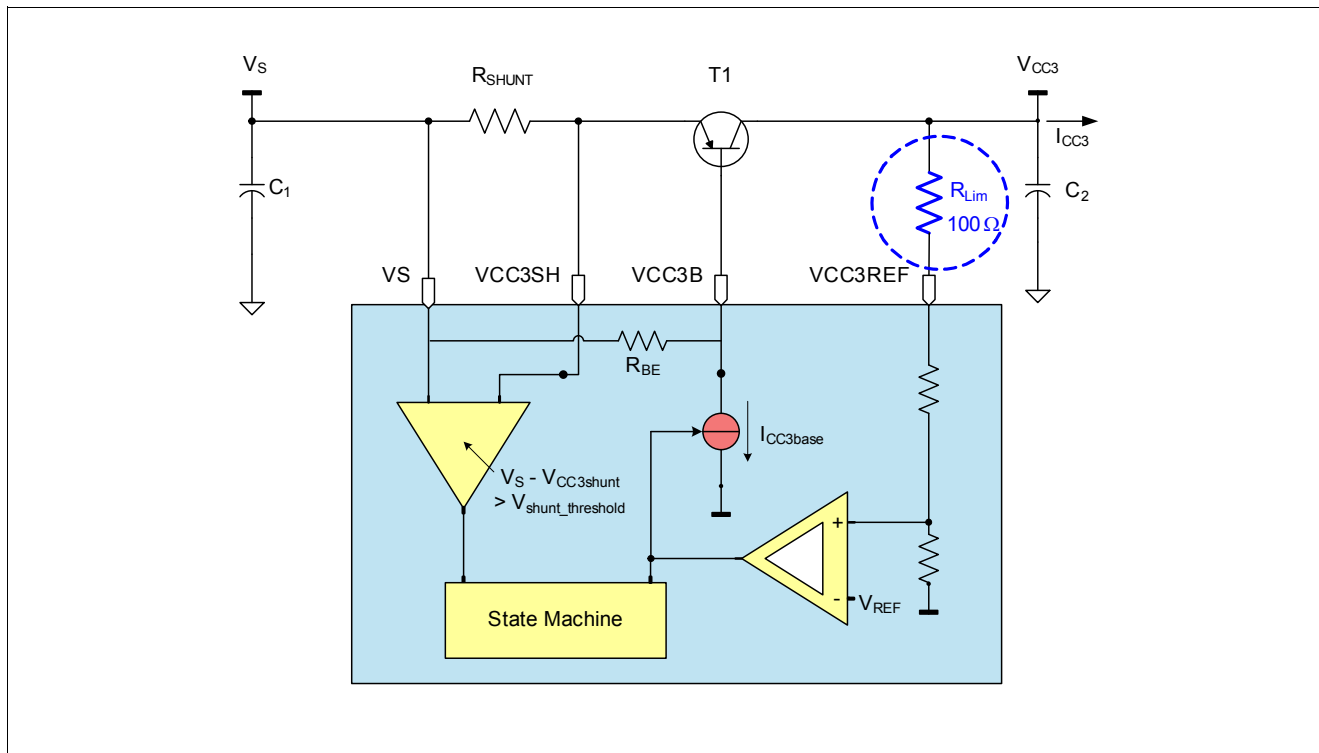 VS
RSHUNT
T1
VCC3
ICC3
C1
RLim
100 Ω
C2
VS
VCC3SH
VCC3B
VCC3REF
RBE
ICC3base
VS - VCC3shunt
> Vshunt_threshold
+
-
VREF
State Machine